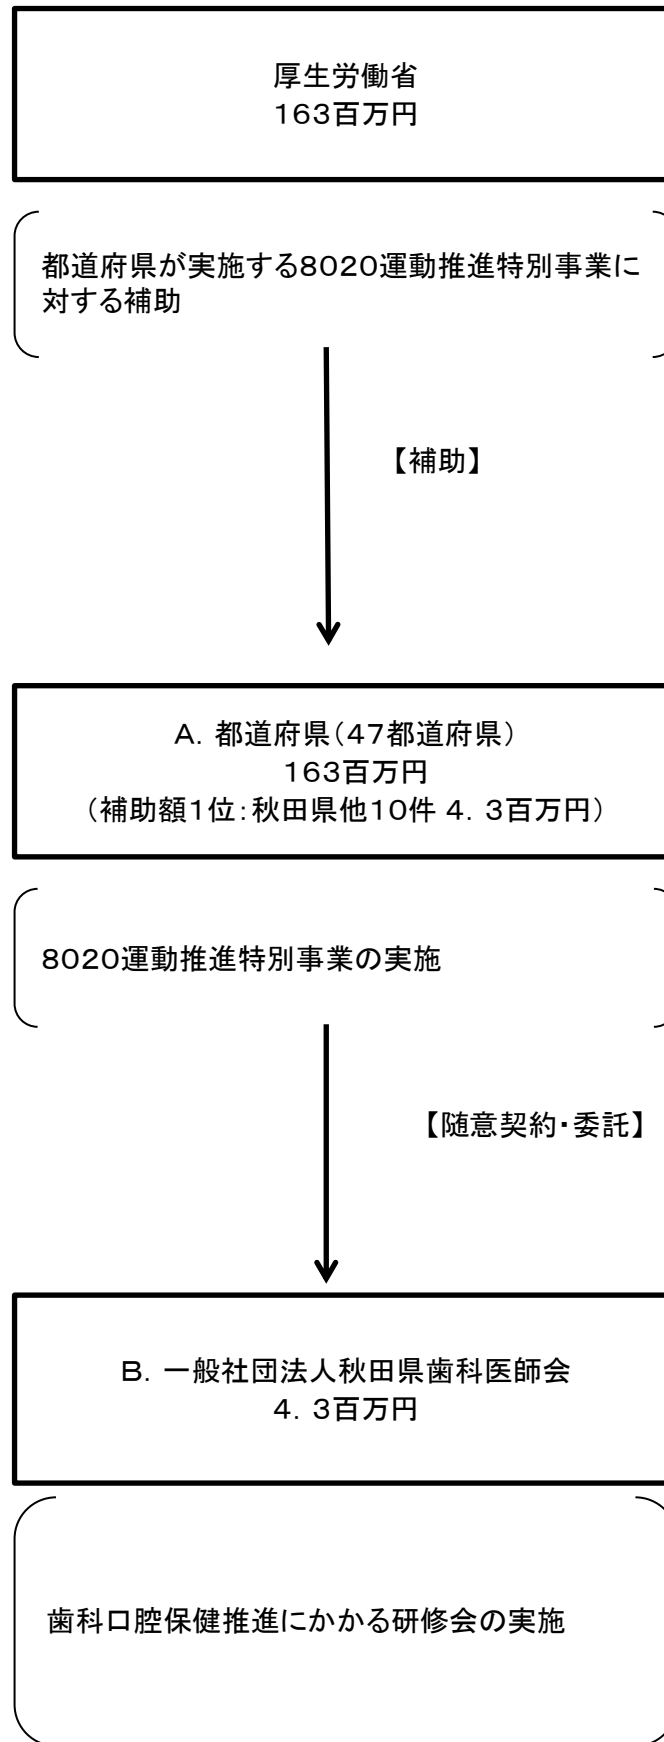 厚生労働省
163百万円
都道府県が実施する8020運動推進特別事業に
対する補助
【補助】
A．都道府県（47都道府県）
163百万円
（補助額1位：秋田県他10件 4．3百万円）
8020運動推進特別事業の実施
【随意契約・委託】
B．一般社団法人秋田県歯科医師会
4．3百万円
歯科口腔保健推進にかかる研修会の実施